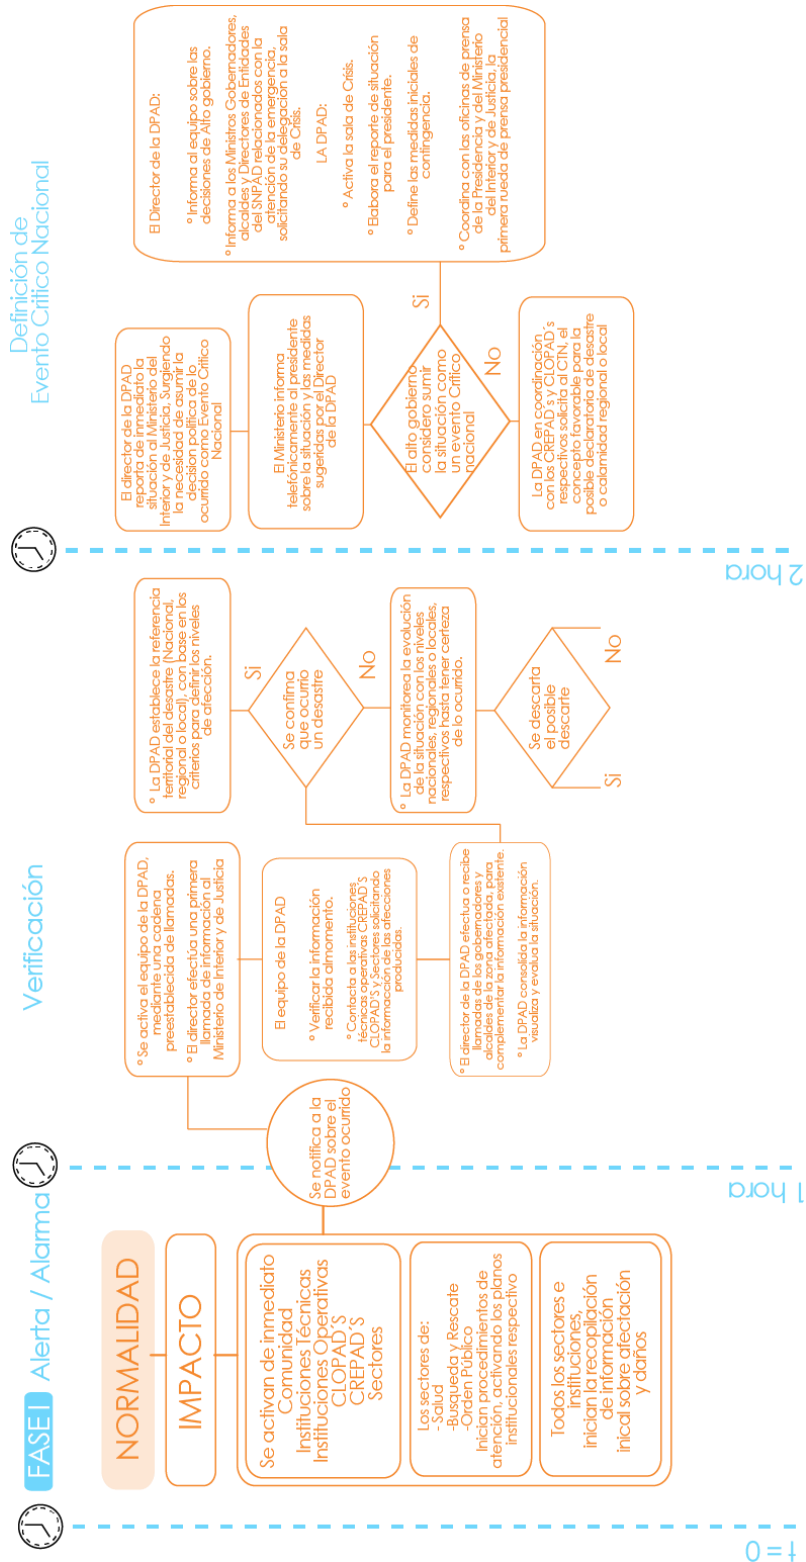 FASE I Alerta / Alarma
NORMALIDAD
IMPACTO
Se activan de inmediato
Comunidad
Instituciones Técnicas
Instituciones Operativas
CLOPAD´S
CREPAD´S
Sectores
Los sectores de:
- Salud
-Busqueda y Rescate
-Orden Público
Inician procedimientos de
atención, activando los planos
institucionales respectivo
Todos los sectores e
instituciones,
inician la recopilación
de información
inical sobre afectación
y daños
t = 0
1 hora
Se notifica a la
DPAD sobre el
evento ocurrido
Verificación
º Se activa el equipo de la DPAD,
mediante una cadena
preestablecida de llamadas.
º El director efectúa una primera
llamada de información al
Ministerio de Interior y de Justicia
El equipo de la DPAD
º Verificar la información
recibida almomento.
º Contacta a las instituciones
técnicas operativas CREPAD´S
CLOPAD'S y Sectores solicitando
la informacción de las afecciones
producidas.
º El director de la DPAD efectua o recibe
llamadas de los gobernadores y
alcaldes de la zona afectada, para
complementar la información existente.
º La DPAD consolida la información
visualiza y evalua la situación.
º La DPAD establece la referencia
territorial del desastre (Nacional,
regional o local), con base en los
criterios para definir los niveles
de afección.
Si
Se confima
que ocurrio
un desastre
No
º La DPAD monitorea la evolución
de la situación con los niveles
nacionales, regionales o locales,
respectivos hasta tener certeza
de lo ocurrido.
Se descarta
el posible
descarte
Si
No
2 hora
Definición de
Evento Critico Nacional
El director de la DPAD
reporta de inmediato la
situación al Ministerio del
Interior y de Justicia, Surgiendo
la necesidad de asumir la
decision política de lo
ocurrido como Evento Crítico
Nacional
El Ministerio informa
telefónicamente al presidente
sobre la situación y las medidas
sugeridas por el Director
de la DPAD
El alto gobierno
considero sumir
la situación como
un evento Crítico
nacional
Si
No
La DPAD en coordinación
con los CREPAD´s y CLOPAD´s
respectivos solicita al CTN, el
concepto favorable para la
posible declaratoria de desastre
o calamidad regional o local
El Director de la DPAD:
º Informa al equipo sobre las
decisiones de Alto gobierno.
º Informa a los Ministros Gobernadores,
alcaldes y Directores de Entidades
del SNPAD relacionados con la
atención de la emergencia,
solicitando su delegacion a la sala
de Crisis.
LA DPAD:
º Activa la sala de Crisis.
º Elabora el reporte de situación
para el presidente.
º Define las medidas iniciales de
contingencia.
º Coordina con las oficinas de prensa
de la Presidencia y del Ministerio
del Interior y de Justicia, la
primera rueda de prensa presidencial